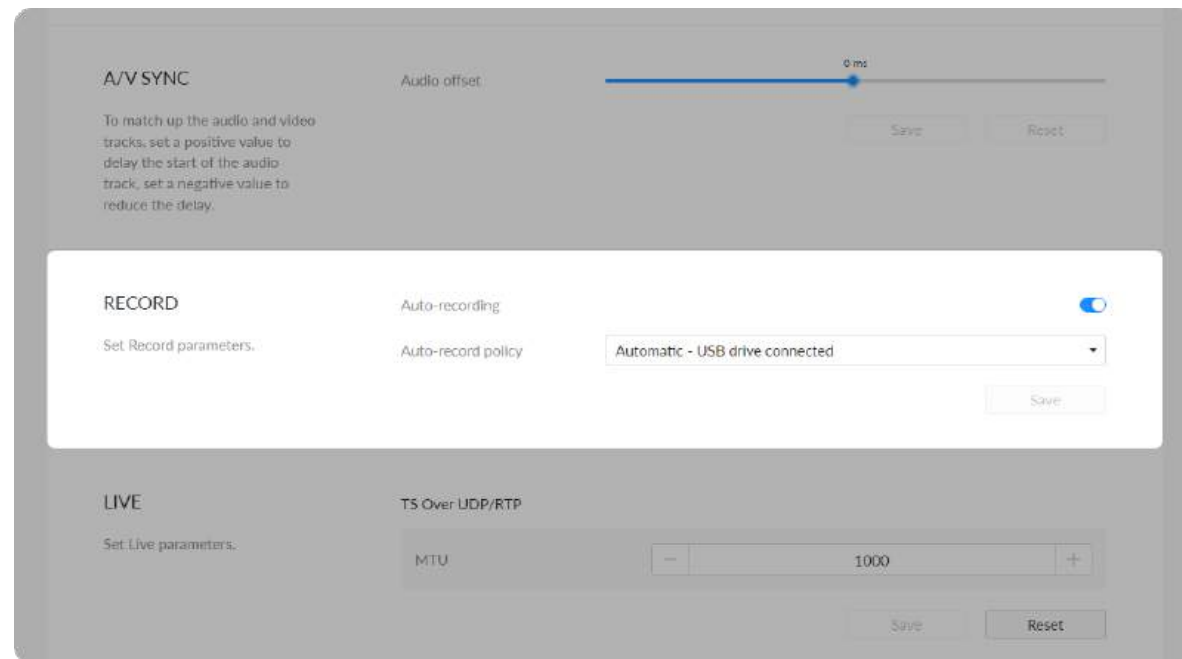 0 ms
A/V SYNC
Audio offset
To match up the audio and video
tracks, set a positive value to
delay the start of the audio
track, set a negative value to
reduce the delay.
Save
Reset
RECORD
Auto-recording
Set Record parameters.
Auto-record policy
Automatic - USB drive connected
Save
LIVE
TS Over UDP/RTP
Set Live parameters.
MTU
1000
Save
Reset